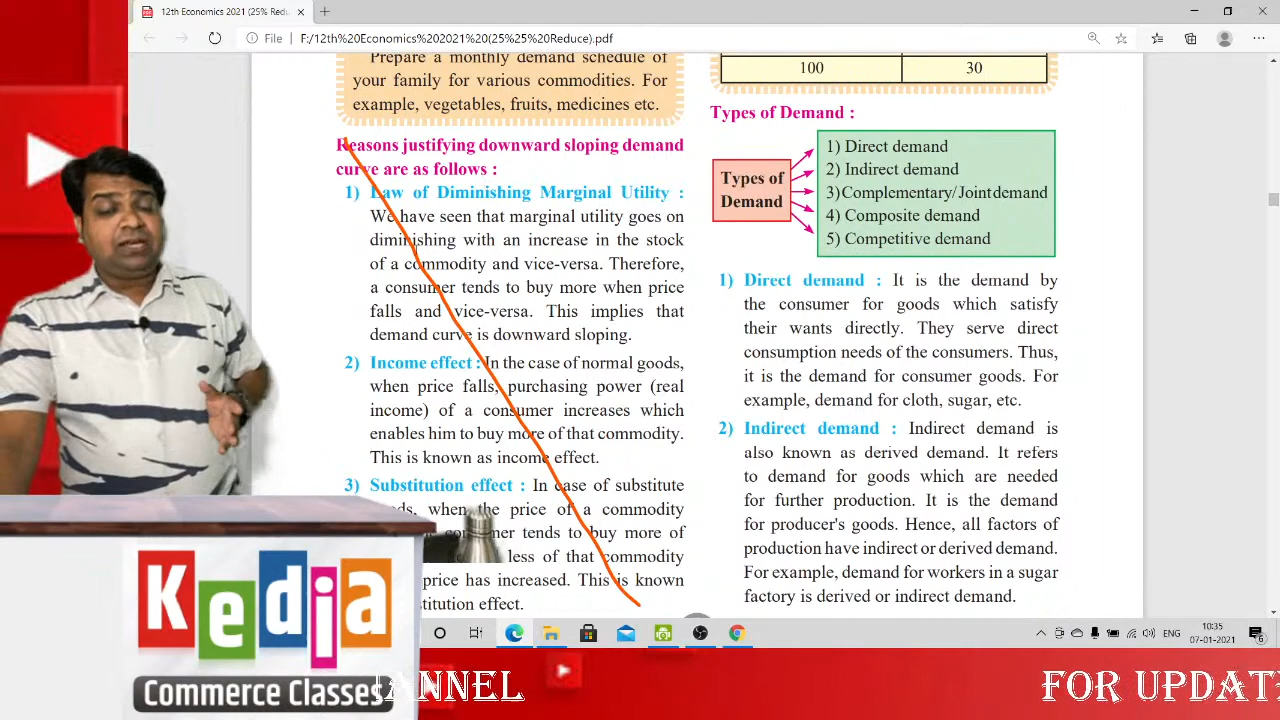 12th Economics 2021 (25% Redu
File
F:/12th%20Economics%202021%20(25%25%20Reduce).pdf
Prepare a monthly demand schedule of
your family for various commodities. For
example, vegetables, fruits, medicines etc.
Reasons justifying downward sloping demand
curve are as follows :
1) Law of Diminishing Marginal Utility :
We have seen that marginal utility goes on
diminishing with an increase in the stock
of a commodity and vice-versa. Therefore,
a consumer tends to buy more when price
falls and vice-versa. This implies that
demand curve is downward sloping.
2) Income effect : In the case of normal goods,
when price falls, purchasing power (real
income) of a consumer increases which
enables him to buy more of that commodity.
This is known as income effect.
3) Substitution effect : In case of substitute
when the price of a commodity
tends to buy more of
less of that commodity
price has increased. This is known
effect.
100 30
Types of Demand :
Types of
Demand
1) Direct demand
2) Indirect demand
3)Complementary/Joint demand
4) Composite demand
5) Competitive demand
1) Direct demand : It is the demand by
the consumer for goods which satisfy
their wants directly. They serve direct
consumption needs of the consumers. Thus,
it is the demand for consumer goods. For
example, demand for cloth, sugar, etc.
2) Indirect demand : Indirect demand is
also known as derived demand. It refers
to demand for goods which are needed
for further production. It is the demand
for producer's goods. Hence, all factors of
production have indirect or derived demand.
For example, demand for workers in a sugar
factory is derived or indirect demand.
ENG
10:35
07-01-2021
6
Kedia
Commerce Classes
ANNEL
FOR UPDAT